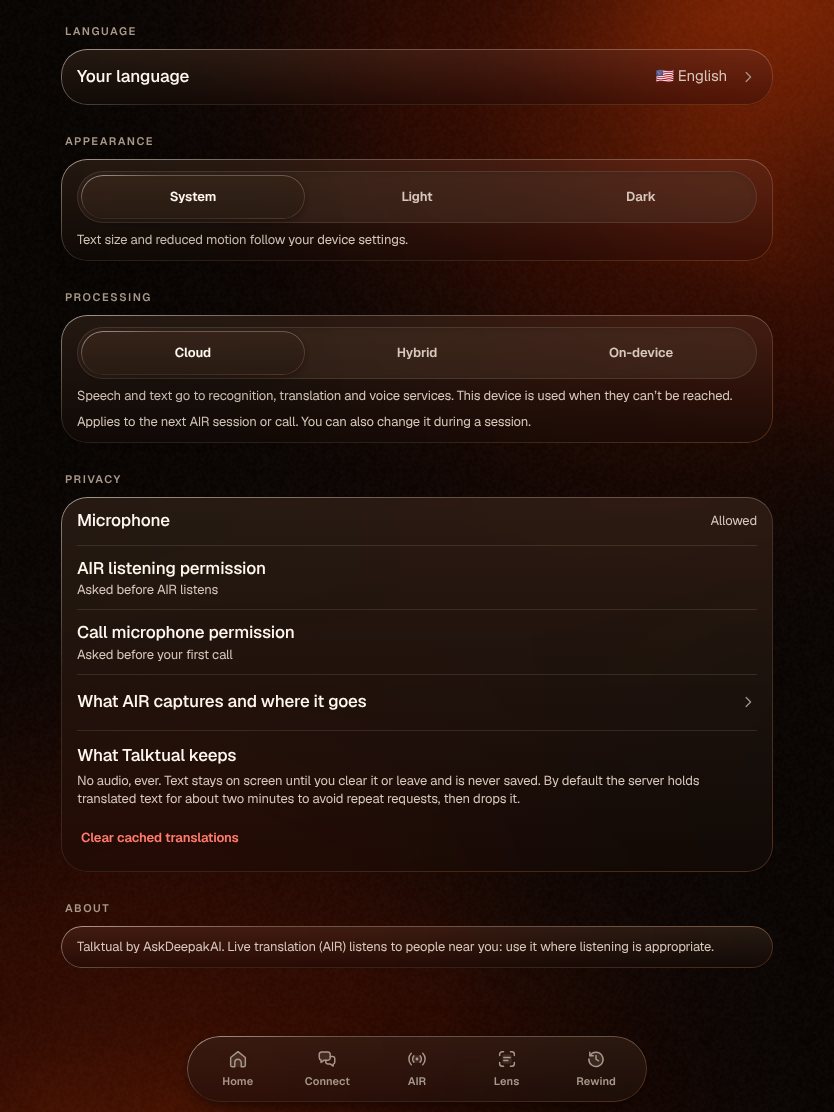 LANGUAGE
Your language
🇺🇸 English
APPEARANCE
System
Light
Dark
Text size and reduced motion follow your device settings.
PROCESSING
Cloud
Hybrid
On-device
Speech and text go to recognition, translation and voice services. This device is used when they can’t be reached.
Applies to the next AIR session or call. You can also change it during a session.
PRIVACY
Microphone
Allowed
AIR listening permission
Asked before AIR listens
Call microphone permission
Asked before your first call
What AIR captures and where it goes
What Talktual keeps
No audio, ever. Text stays on screen until you clear it or leave and is never saved. By default the server holds
translated text for about two minutes to avoid repeat requests, then drops it.
Clear cached translations
ABOUT
Talktual by AskDeepakAI. Live translation (AIR) listens to people near you: use it where listening is appropriate.
Home
Connect
AIR
Lens
Rewind